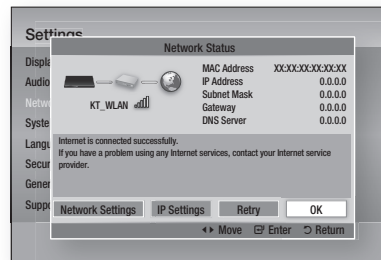 Settings
Network Status
Displa
Audio
Netwo
Syste
Langu
Secur
Gener
Suppo
KT_WLAN
MAC Address XX:XX:XX:XX:XX:XX
IP Address 0.0.0.0
Subnet Mask 0.0.0.0
Gateway 0.0.0.0
DNS Server 0.0.0.0
Internet is connected successfully.
If you have a problem using any Internet services, contact your Internet service
provider.
Network Settings IP Settings Retry OK
Move Enter Return